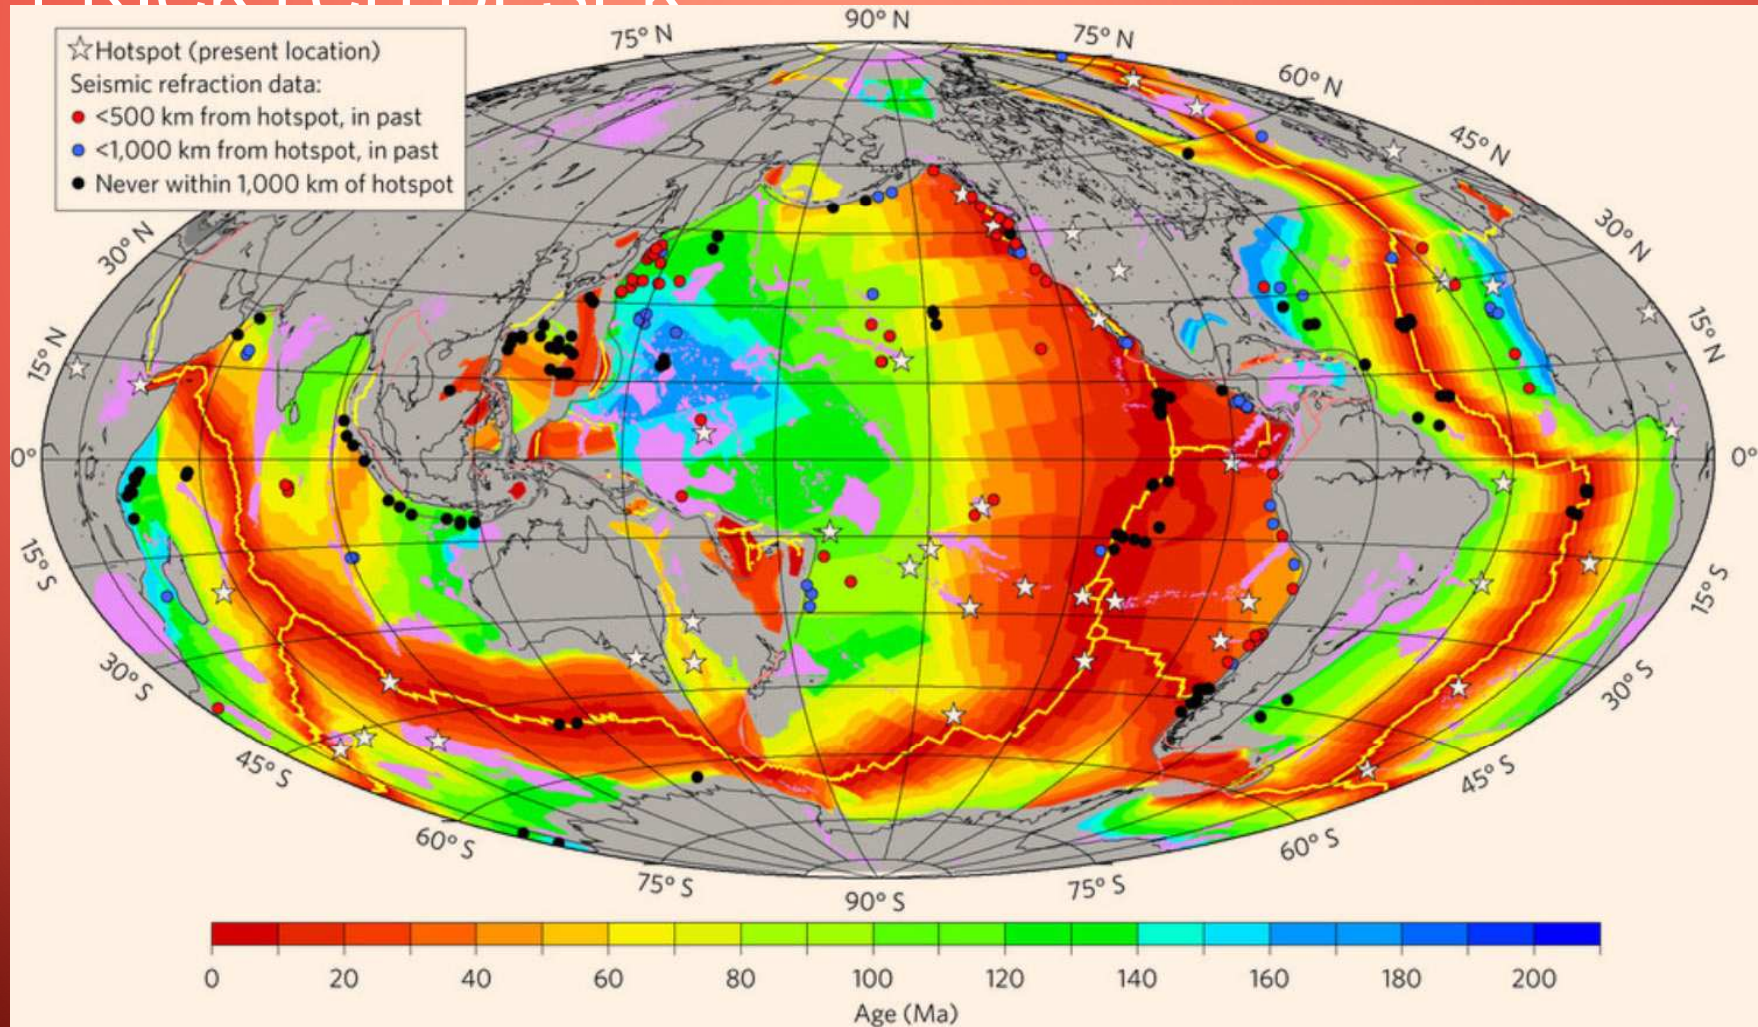 90° N
75° N
75° N
60° N
45° N
30° N
15° N
0°
15° S
30° S
45° S
60° S
75° S
90° S
75° S
60° S
45° S
30° S
15° S
0°
15° N
30° N
Hotspot (present location)
Seismic refraction data:
<500 km from hotspot, in past
<1,000 km from hotspot, in past
Never within 1,000 km of hotspot
0 20 40 60 80 100 120 140 160 180 200
Age (Ma)